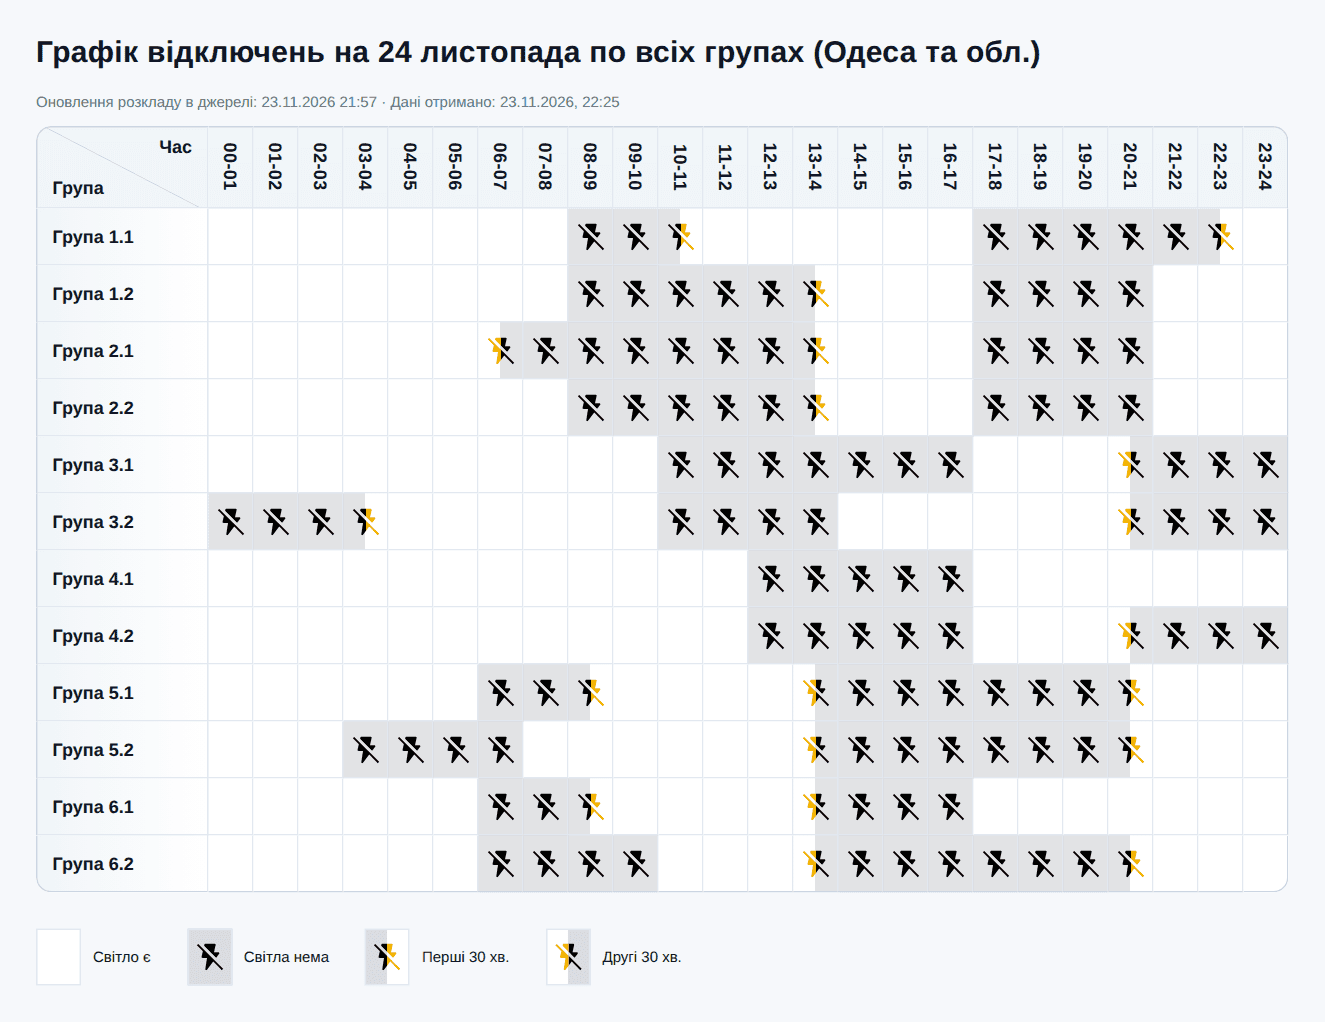 Графік відключень на 24 листопада по всіх групах (Одеса та обл.)
Оновлення розкладу в джерелі: 23.11.2026 21:57 · Дані отримано: 23.11.2026, 22:25
Час
Група
00-01 01-02 02-03 03-04 04-05 05-06 06-07 07-08 08-09 09-10 10-11 11-12 12-13 13-14 14-15 15-16 16-17 17-18 18-19 19-20 20-21 21-22 22-23 23-24
Група 1.1
Група 1.2
Група 2.1
Група 2.2
Група 3.1
Група 3.2
Група 4.1
Група 4.2
Група 5.1
Група 5.2
Група 6.1
Група 6.2
Світло є Світла нема Перші 30 хв. Другі 30 хв.